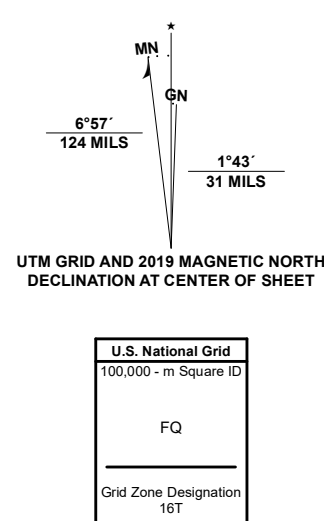 MN
GN
6°57´
124 MILS
1°43´
31 MILS
UTM GRID AND 2019 MAGNETIC NORTH
DECLINATION AT CENTER OF SHEET
U.S. National Grid
100,000 - m Square ID
FQ
Grid Zone Designation
16T